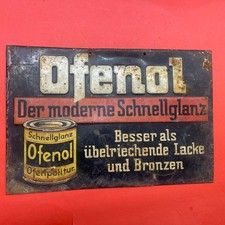 Ofenol
Der moderne Schnellglanz
Schnellglanz
Ofenol
Ofenpolitur
Besser als
übelriechende Lacke
und Bronzen